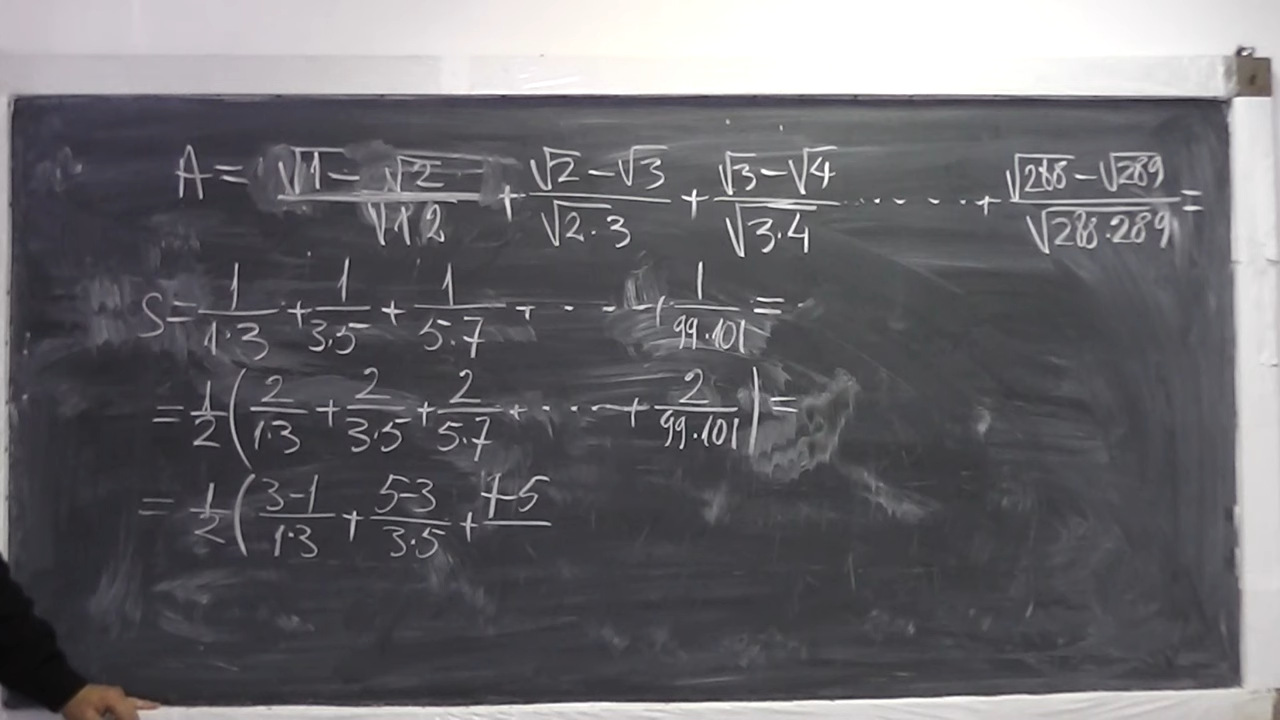 A = √1 - √2 / √1·2 + √2 - √3 / √2·3 + √3 - √4 / √3·4 ....... + √288 - √289 / √288·289 =
S = 1/1·3 + 1/3·5 + 1/5·7 + ..... + 1/99·101 =
= 1/2 ( 2/1·3 + 2/3·5 + 2/5·7 + ..... + 2/99·101 ) =
= 1/2 ( 3-1/1·3 + 5-3/3·5 + 7-5